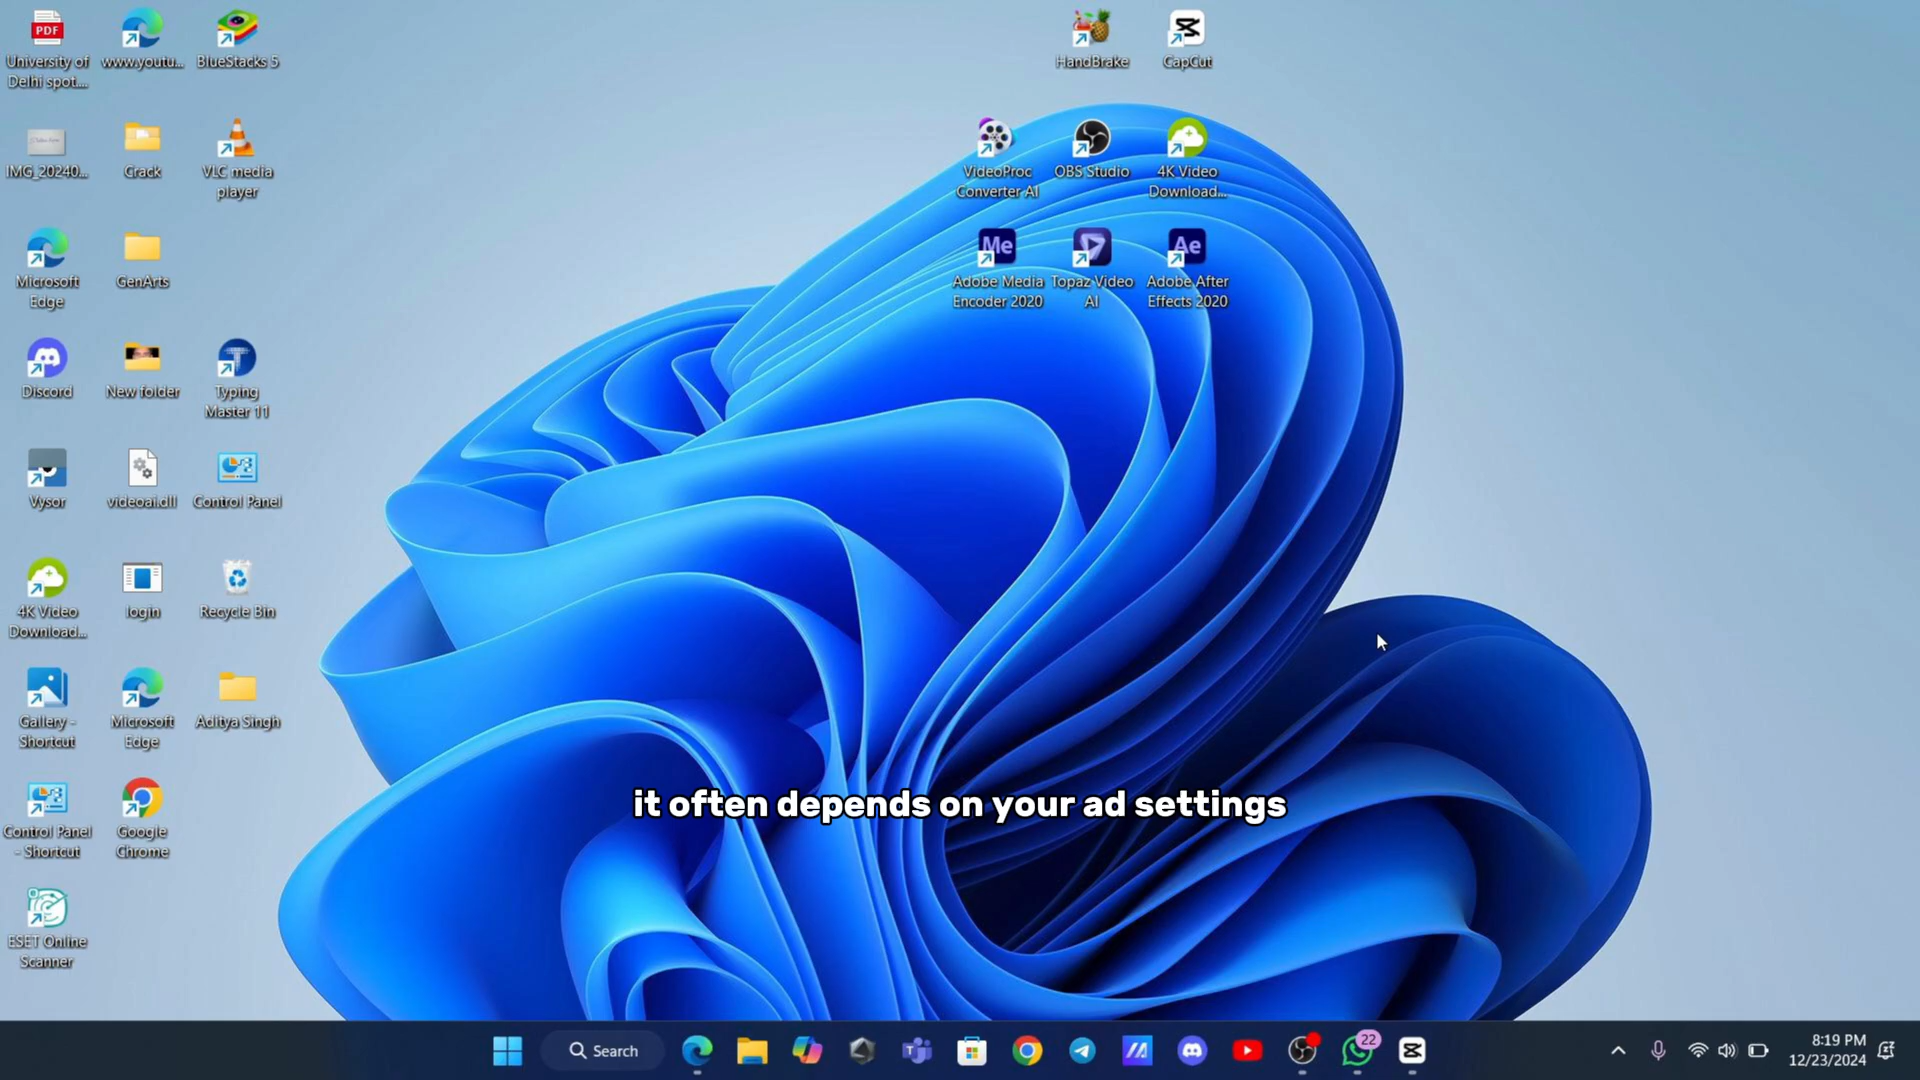 PDF
University of
Delhi spot....
www.youtu...
BlueStacks 5
HandBrake
CapCut
IMG_20240...
Crack
VLC media
player
VideoProc
Converter AI
OBS Studio
4K Video
Download...
Microsoft
Edge
GenArts
Me
Adobe Media
Encoder 2020
Topaz Video
AI
Ae
Adobe After
Effects 2020
Discord
New folder
Typing
Master 11
Vysor
videoai.dll
Control Panel
4K Video
Download...
login
Recycle Bin
Gallery -
Shortcut
Microsoft
Edge
Aditya Singh
it often depends on your ad settings
Control Panel
- Shortcut
Google
Chrome
ESET Online
Scanner
Search
22
8:19 PM
12/23/2024